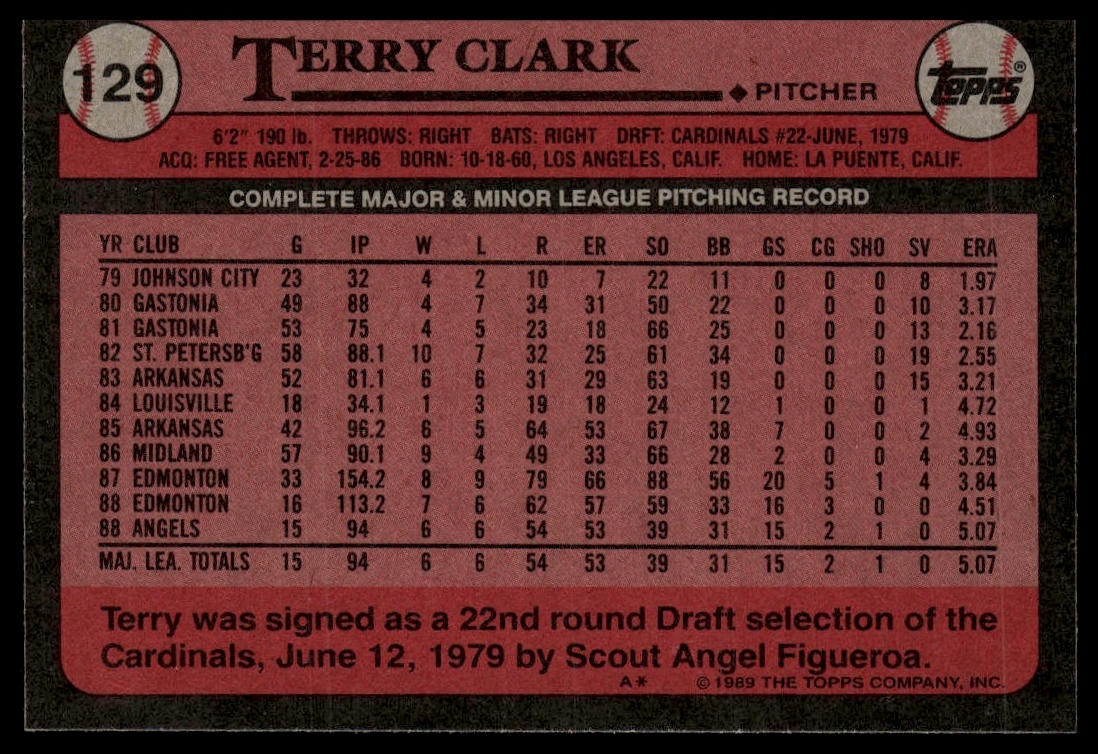 129
TERRY CLARK
◆ PITCHER
TOPPS®
6'2" 190 lb. THROWS: RIGHT BATS: RIGHT DRFT: CARDINALS #22-JUNE, 1979
ACQ: FREE AGENT, 2-25-86 BORN: 10-18-60, LOS ANGELES, CALIF. HOME: LA PUENTE, CALIF.
COMPLETE MAJOR & MINOR LEAGUE PITCHING RECORD
YR CLUB G IP W L R ER SO BB GS CG SHO SV ERA
79 JOHNSON CITY 23 32 4 2 10 7 22 11 0 0 0 8 1.97
80 GASTONIA 49 88 4 7 34 31 50 22 0 0 0 10 3.17
81 GASTONIA 53 75 4 5 23 18 66 25 0 0 0 13 2.16
82 ST. PETERSB'G 58 88.1 10 7 32 25 61 34 0 0 0 19 2.55
83 ARKANSAS 52 81.1 6 6 31 29 63 19 0 0 0 15 3.21
84 LOUISVILLE 18 34.1 1 3 19 18 24 12 1 0 0 1 4.72
85 ARKANSAS 42 96.2 6 5 64 53 67 38 7 0 0 2 4.93
86 MIDLAND 57 90.1 9 4 49 33 66 28 2 0 0 4 3.29
87 EDMONTON 33 154.2 8 9 79 66 88 56 20 5 1 4 3.84
88 EDMONTON 16 113.2 7 6 62 57 59 33 16 3 0 0 4.51
88 ANGELS 15 94 6 6 54 53 39 31 15 2 1 0 5.07
MAJ. LEA. TOTALS 15 94 6 6 54 53 39 31 15 2 1 0 5.07
Terry was signed as a 22nd round Draft selection of the
Cardinals, June 12, 1979 by Scout Angel Figueroa.
A* © 1989 THE TOPPS COMPANY, INC.